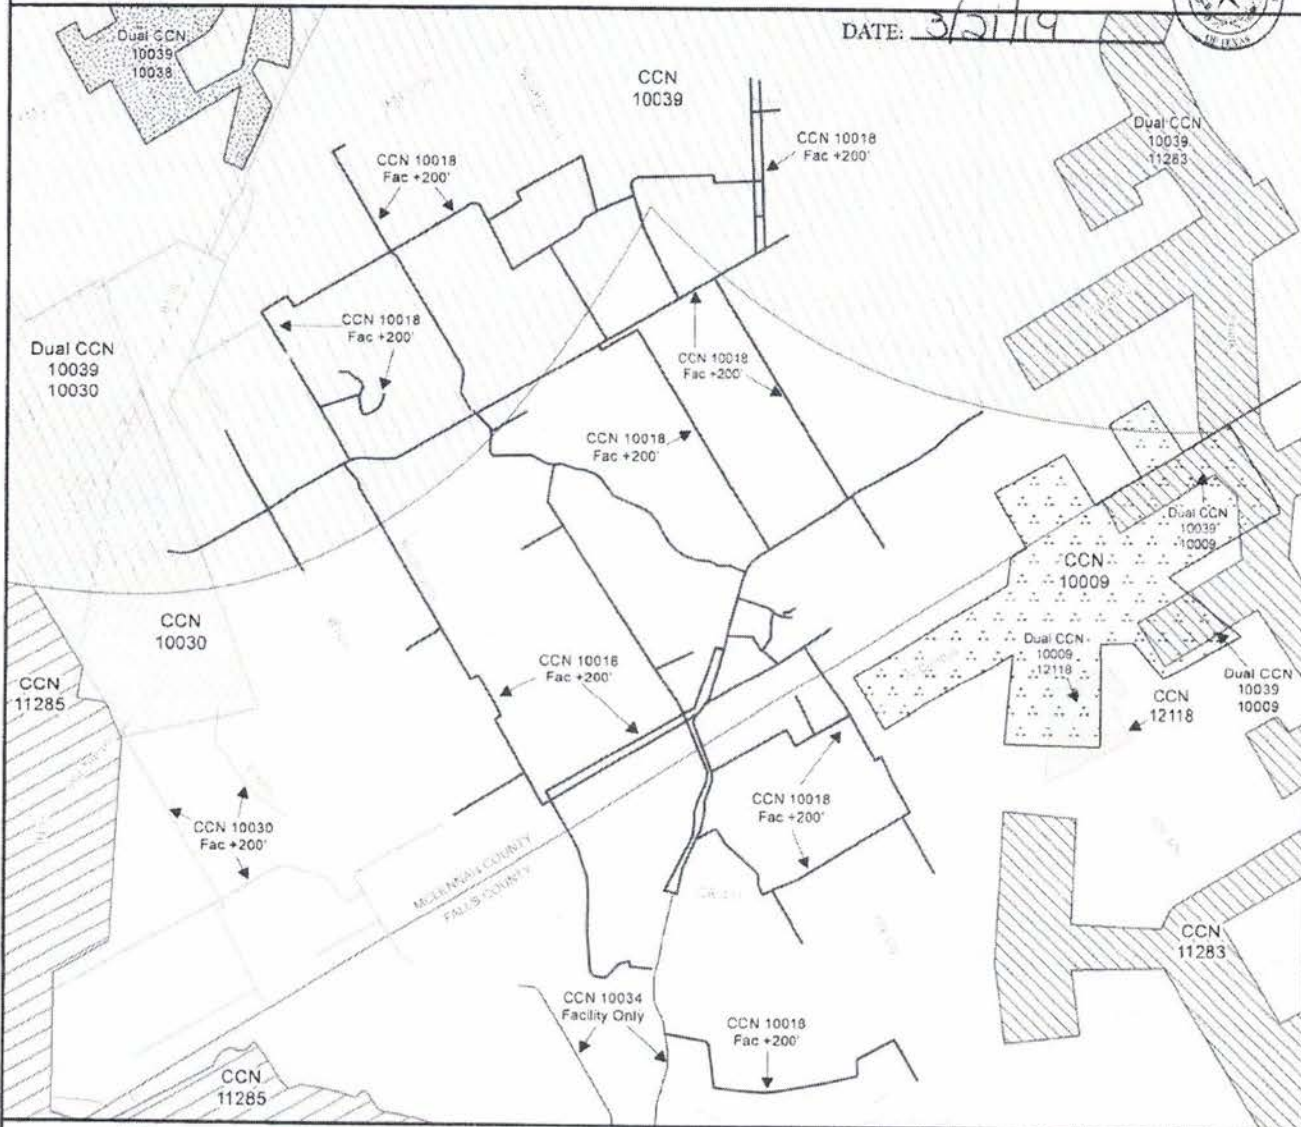 DATE: 3/21/19
OF TEXAS
Dual CCN
10039
10038
CCN
10039
CCN 10018
Fac +200'
CCN 10018
Fac +200'
Dual CCN
10039
11283
CCN 10018
Fac +200'
Dual CCN
10039
10030
CCN 10018
Fac +200'
CCN 10018
Fac +200'
Dual CCN
10039
10009
CCN
10009
CCN
10030
CCN
11285
CCN 10018
Fac +200'
Dual CCN
10009
12118
CCN
12118
Dual CCN
10039
10009
CCN 10030
Fac +200'
CCN 10018
Fac +200'
MCLENNAN COUNTY
FALLS COUNTY
CCN
11283
CCN 10034
Facility Only
CCN 10018
Fac +200'
CCN
11285